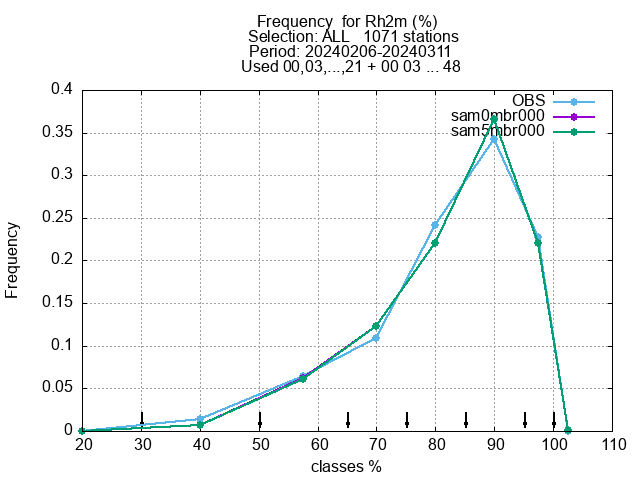 Frequency for Rh2m (%)
Selection: ALL 1071 stations
Period: 20240206-20240311
Used 00,03,...,21 + 00 03 ... 48
OBS
sam0mbr000
sam5mbr000
Frequency
0.4
0.35
0.3
0.25
0.2
0.15
0.1
0.05
0
20 30 40 50 60 70 80 90 100 110
classes %